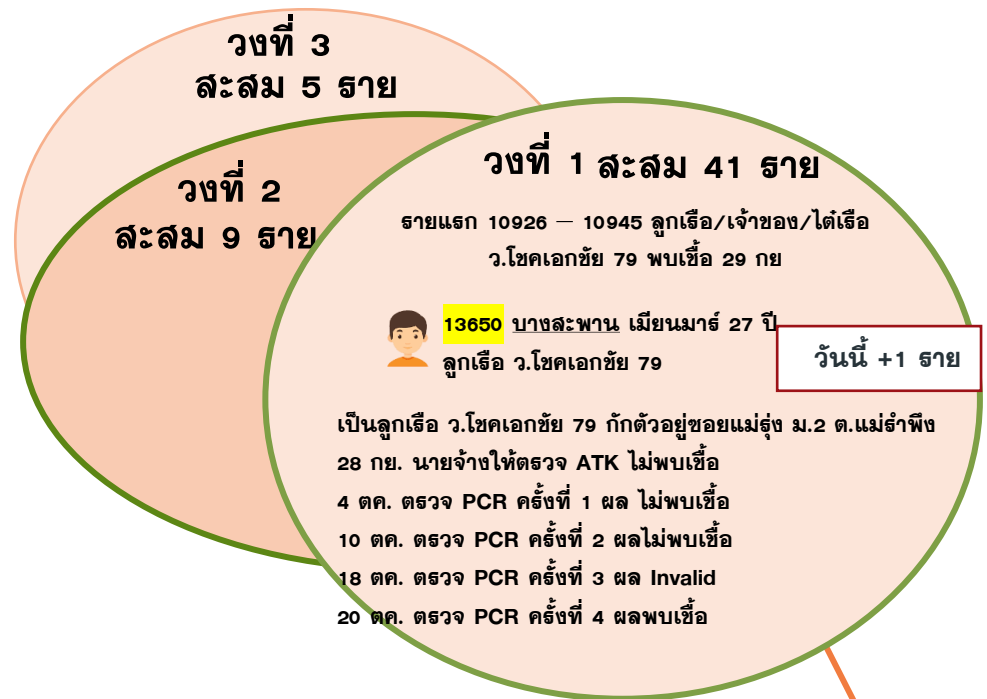 วงที่ 3
สะสม 5 ราย
วงที่ 2
สะสม 9 ราย
วงที่ 1 สะสม 41 ราย
รายแรก 10926 – 10945 ลูกเรือ/เจ้าของ/ไต๋เรือ
ว.โชคเอกชัย 79 พบเชื้อ 29 กย
13650 บางสะพาน เมียนมาร์ 27 ปี
ลูกเรือ ว.โชคเอกชัย 79
วันนี้ +1 ราย
เป็นลูกเรือ ว.โชคเอกชัย 79 กักตัวอยู่ซอยแม่รุ่ง ม.2 ต.แม่รำพึง
28 กย. นายจ้างให้ตรวจ ATK ไม่พบเชื้อ
4 ตค. ตรวจ PCR ครั้งที่ 1 ผล ไม่พบเชื้อ
10 ตค. ตรวจ PCR ครั้งที่ 2 ผลไม่พบเชื้อ
18 ตค. ตรวจ PCR ครั้งที่ 3 ผล Invalid
20 ตค. ตรวจ PCR ครั้งที่ 4 ผลพบเชื้อ